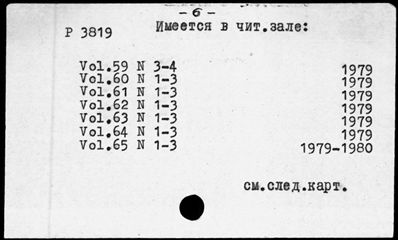 - 6 -
P 3819 Имеется в чит.зале:
Vol.59 N 3-4 1979
Vol.60 N 1-3 1979
Vol.61 N 1-3 1979
Vol.62 N 1-3 1979
Vol.63 N 1-3 1979
Vol.64 N 1-3 1979
Vol.65 N 1-3 1979-1980
см.след.карт.